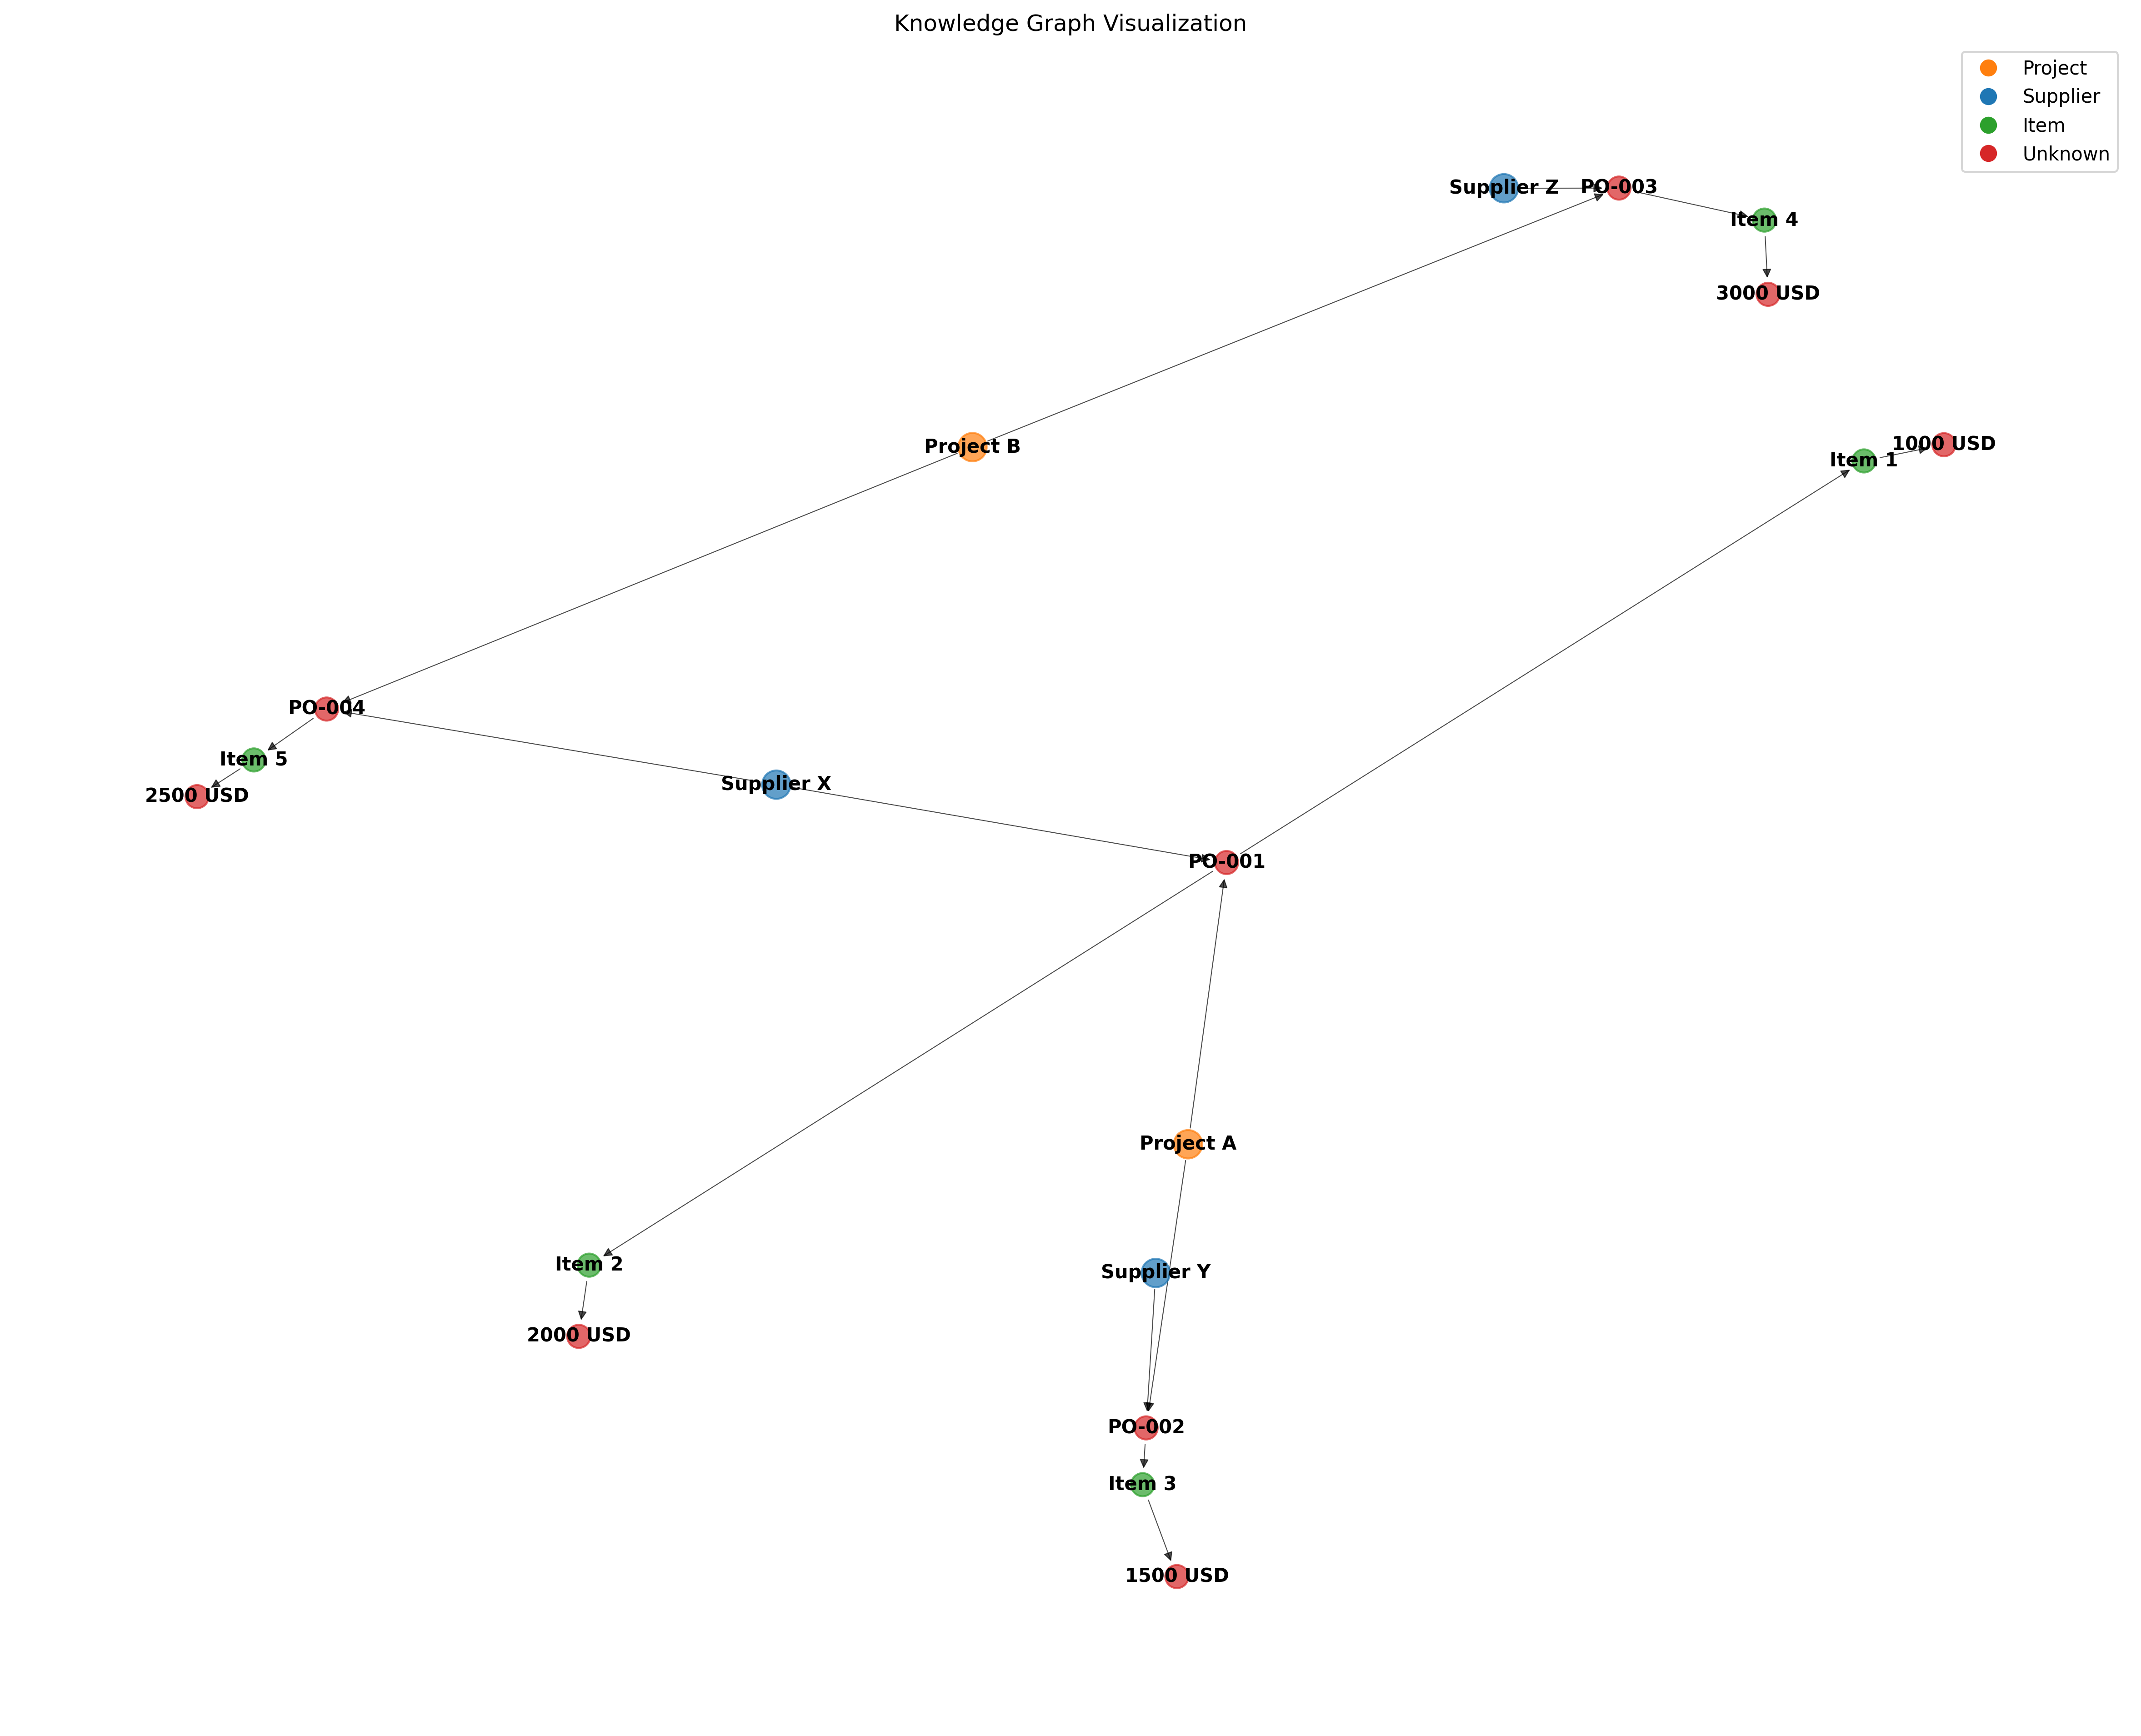 Knowledge Graph Visualization
Project
Supplier
Item
Unknown
Supplier Z
PO-003
Item 4
3000 USD
Project B
1000 USD
Item 1
PO-004
Item 5
2500 USD
Supplier X
PO-001
Project A
Item 2
Supplier Y
2000 USD
PO-002
Item 3
1500 USD